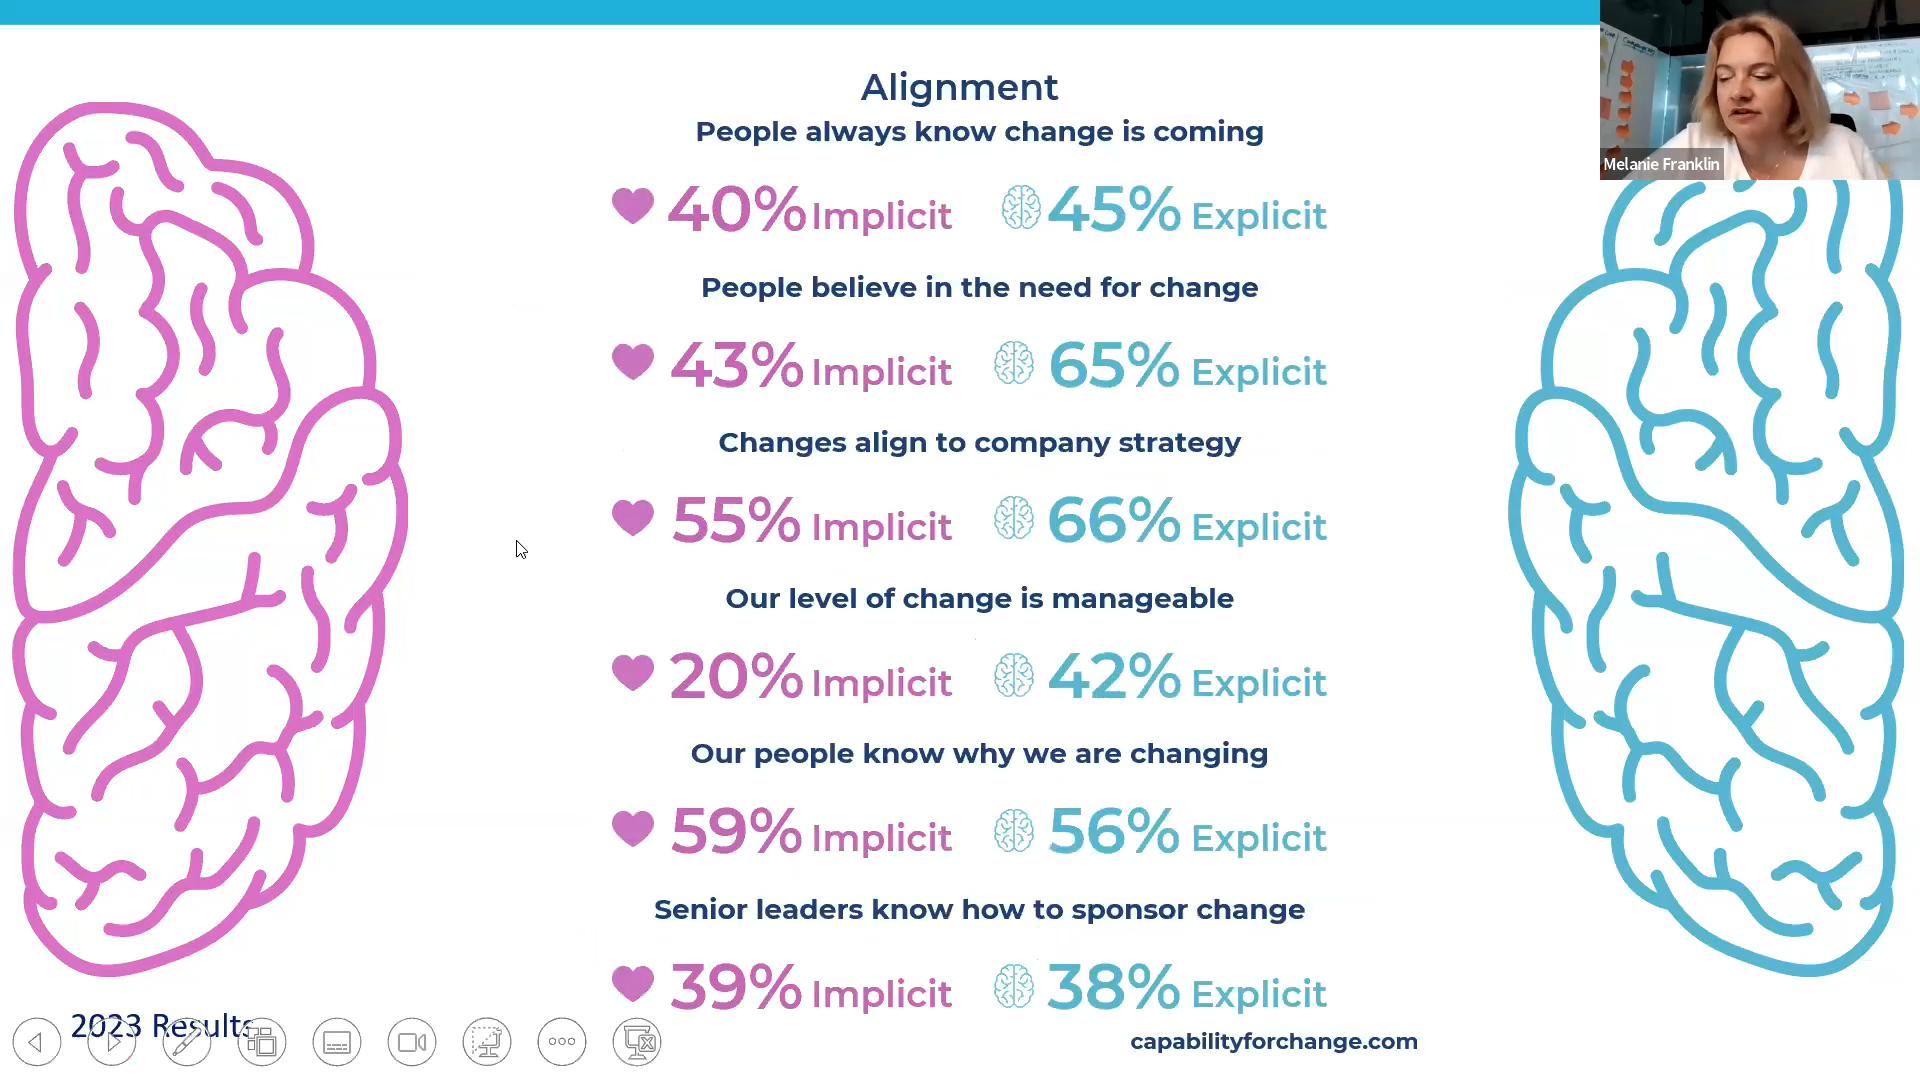 Alignment
People always know change is coming
40% Implicit 45% Explicit
People believe in the need for change
43% Implicit 65% Explicit
Changes align to company strategy
55% Implicit 66% Explicit
Our level of change is manageable
20% Implicit 42% Explicit
Our people know why we are changing
59% Implicit 56% Explicit
Senior leaders know how to sponsor change
39% Implicit 38% Explicit
2023 Results
capabilityforchange.com
Melanie Franklin